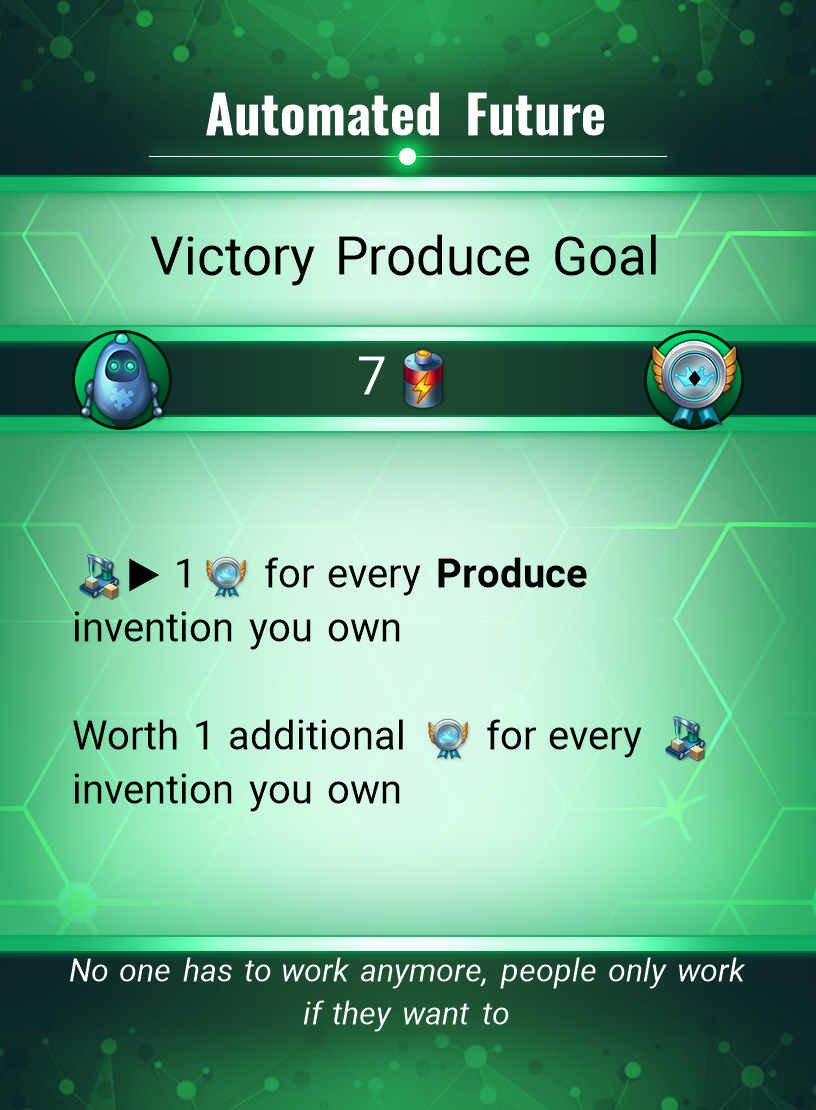 Automated Future
Victory Produce Goal
7
▶ 1 for every Produce
invention you own
Worth 1 additional for every
invention you own
No one has to work anymore, people only work
if they want to